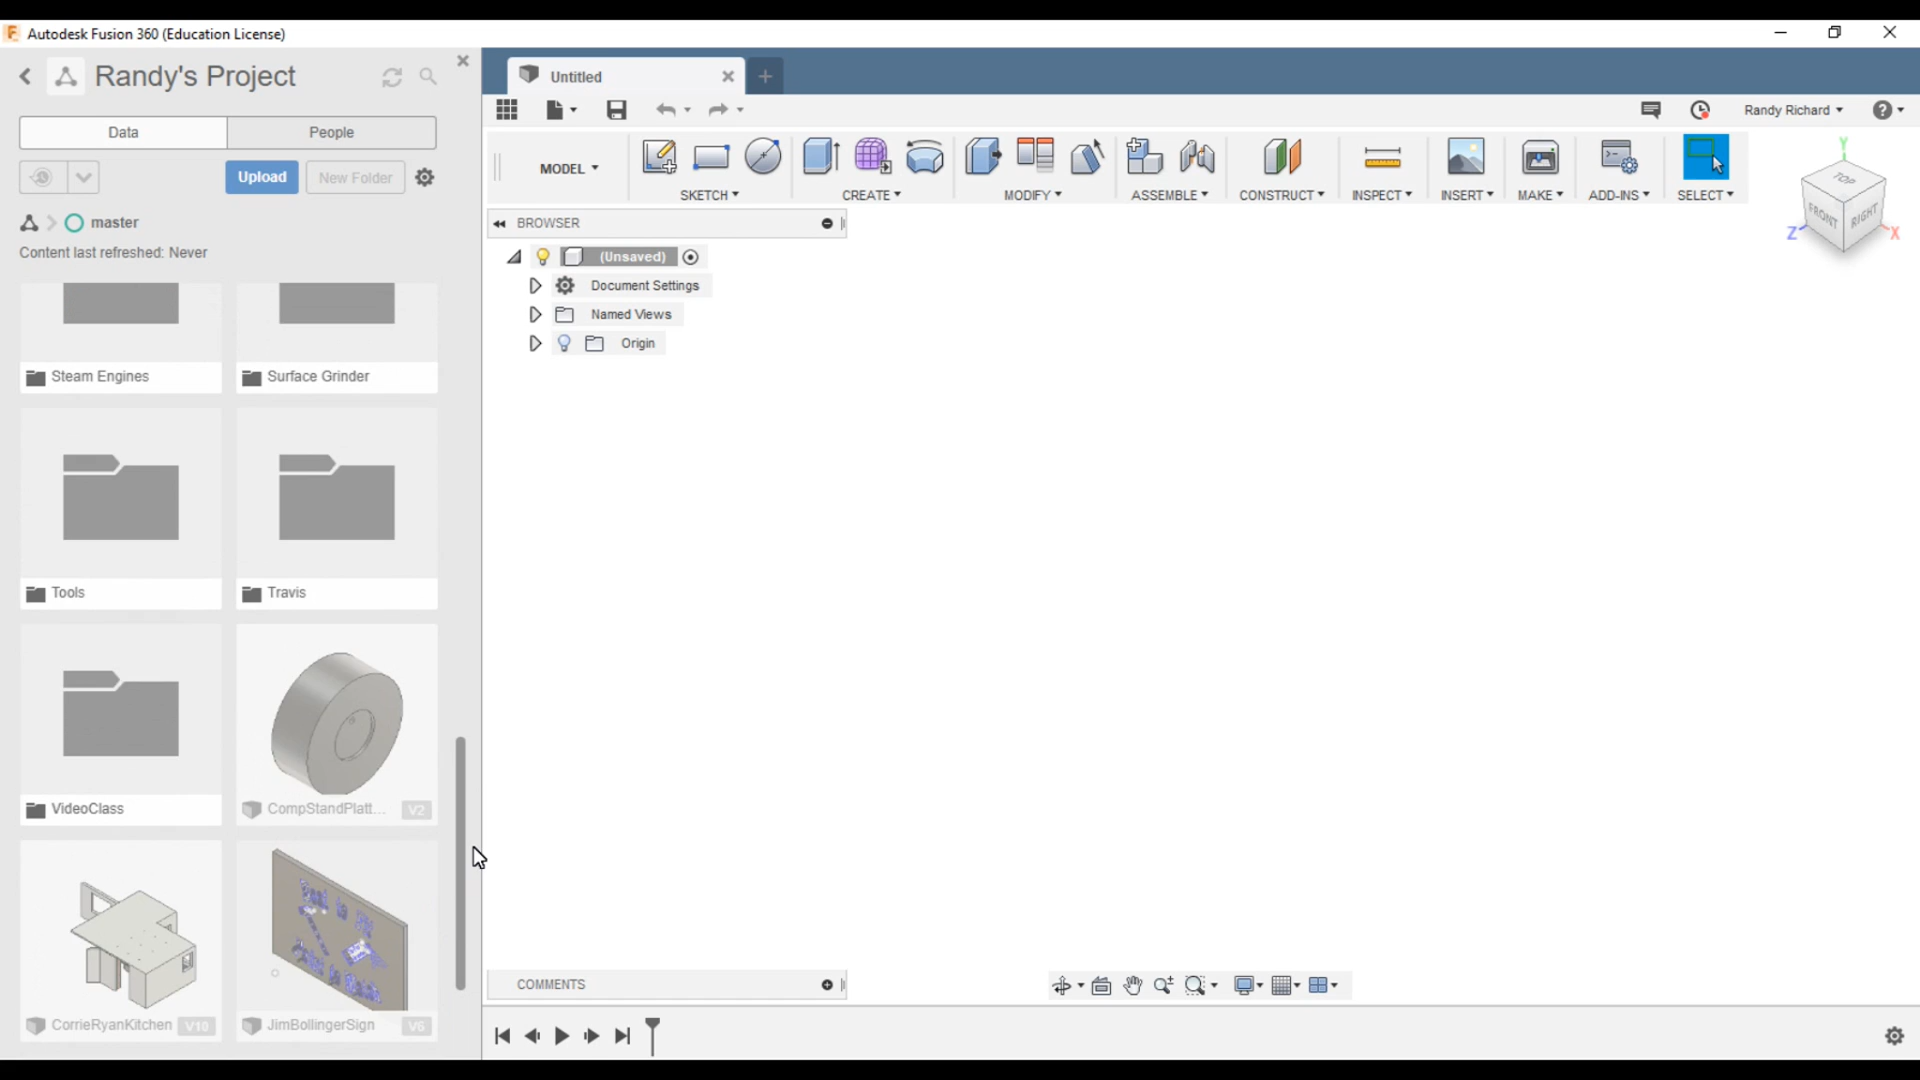 Autodesk Fusion 360 (Education License)
Randy's Project
Data
People
Upload
New Folder
master
Content last refreshed: Never
Steam Engines
Surface Grinder
Tools
Travis
VideoClass
CompStandPlatt... V2
CorrieRyanKitchen V10
JimBollingerSign V6
Untitled
Randy Richard
MODEL
SKETCH
CREATE
MODIFY
ASSEMBLE
CONSTRUCT
INSPECT
INSERT
MAKE
ADD-INS
SELECT
Y
TOP
FRONT
RIGHT
Z
X
BROWSER
(Unsaved)
Document Settings
Named Views
Origin
COMMENTS